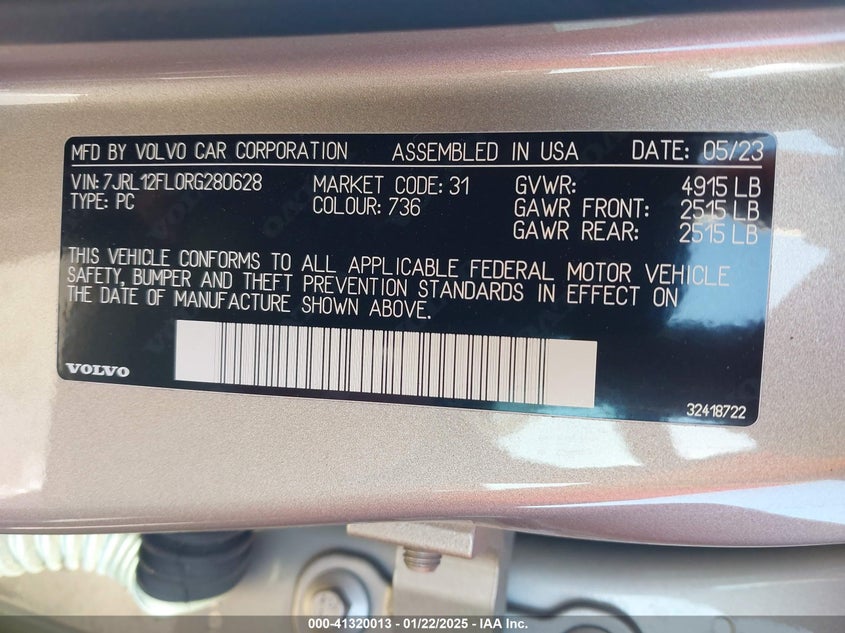 MFD BY VOLVO CAR CORPORATION ASSEMBLED IN USA DATE: 05/23
VIN: 7JRL12FL0RG280628 MARKET CODE: 31 GVWR: 4915 LB
TYPE: PC COLOUR: 736 GAWR FRONT: 2515 LB
GAWR REAR: 2515 LB
THIS VEHICLE CONFORMS TO ALL APPLICABLE FEDERAL MOTOR VEHICLE
SAFETY, BUMPER AND THEFT PREVENTION STANDARDS IN EFFECT ON
THE DATE OF MANUFACTURE SHOWN ABOVE.
VOLVO
32418722
000-41320013 - 01/22/2025 - IAA Inc.